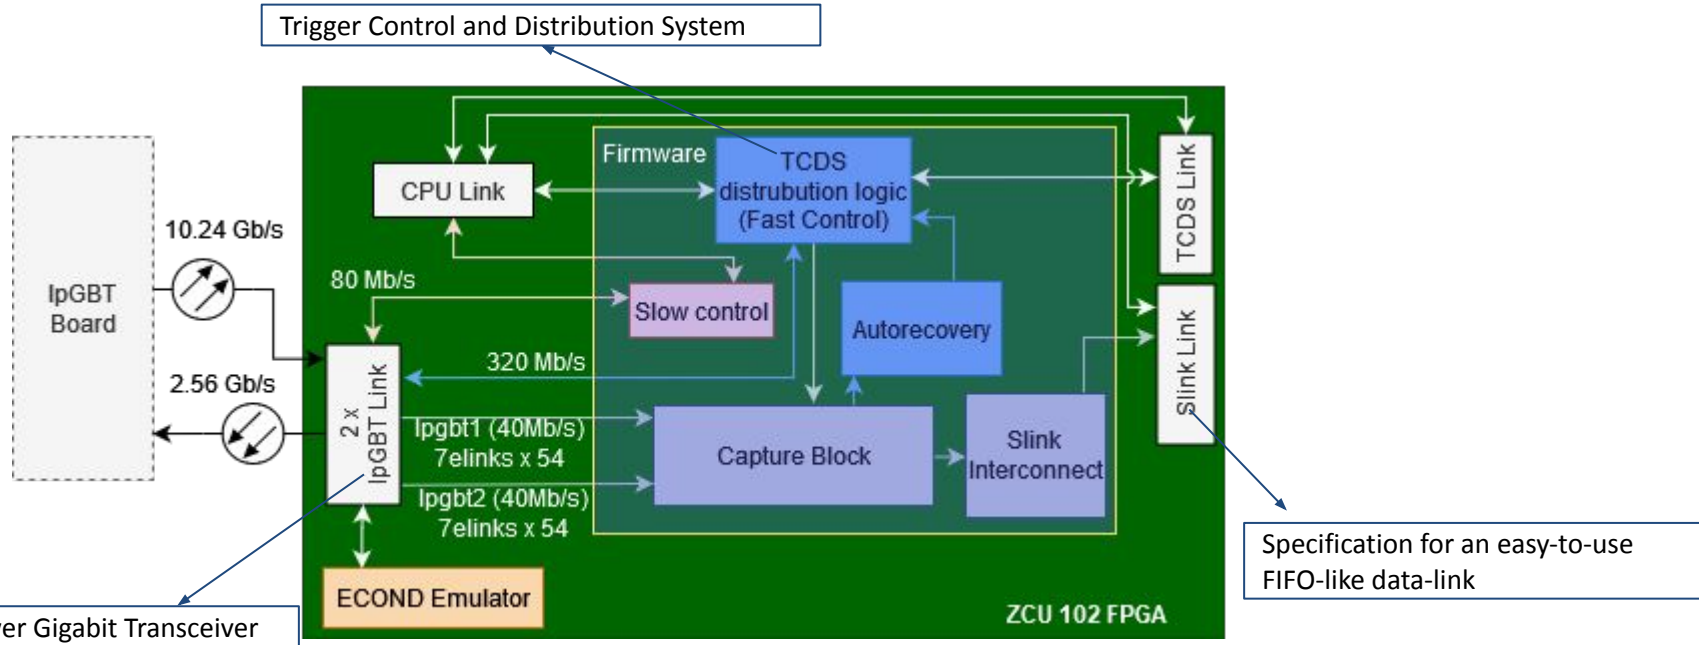 Trigger Control and Distribution System
Firmware
TCDS
distrubution logic
(Fast Control)
CPU Link
TCDS Link
10.24 Gb/s
lpGBT
Board
80 Mb/s
Slow control
Autorecovery
320 Mb/s
Slink Link
2.56 Gb/s
2 x
lpGBT Link
lpgbt1 (40Mb/s)
7elinks x 54
Capture Block
Slink
Interconnect
lpgbt2 (40Mb/s)
7elinks x 54
Specification for an easy-to-use
FIFO-like data-link
ECOND Emulator
ZCU 102 FPGA
Gigabit Transceiver